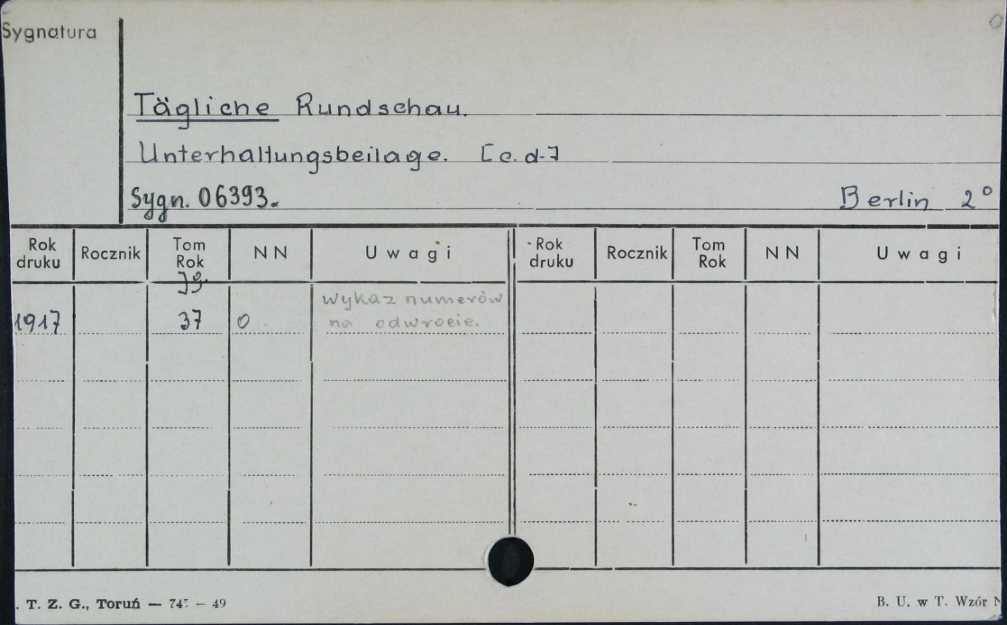 Sygnatura
Tägliche Rundschau.
Unterhaltungsbeilage. [c.d.]
Sygn. 06393. Berlin 2°
Rok druku Rocznik Tom Rok NN Uwagi Rok druku Rocznik Tom Rok NN Uwagi
Jg.
wykaz numerów
1917 37 0 na odwrocie.
. T. Z. G., Toruń — 747 — 49 B. U. w T. Wzór N